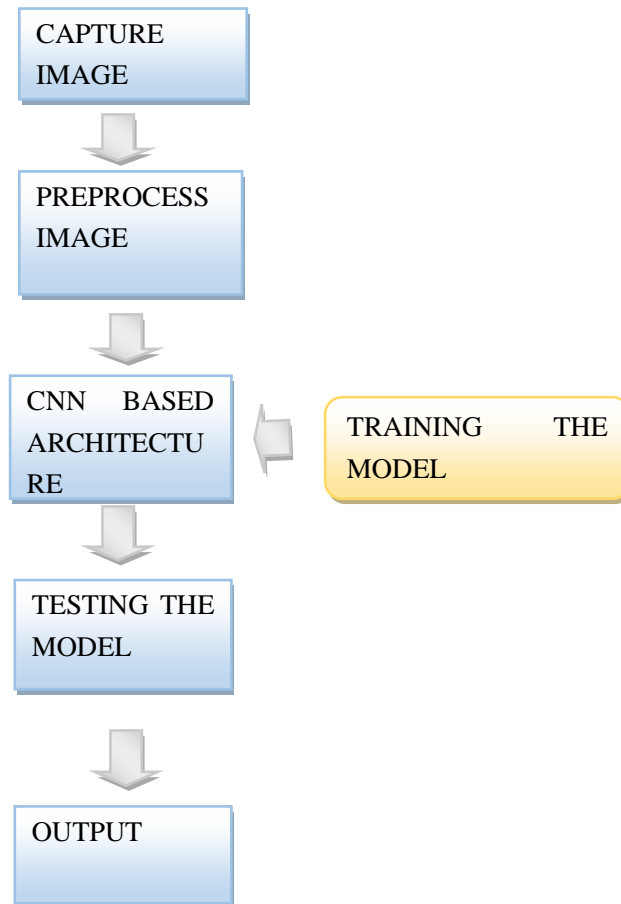 CAPTURE
IMAGE
PREPROCESS
IMAGE
CNN BASED
ARCHITECTU
RE
TRAINING THE
MODEL
TESTING THE
MODEL
OUTPUT